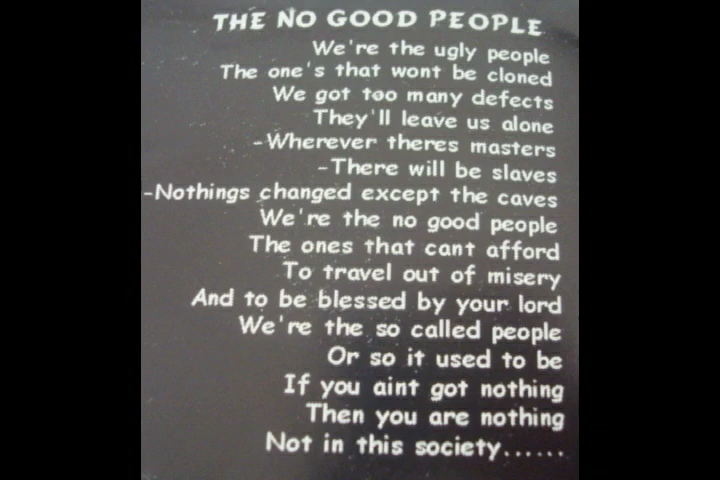 THE NO GOOD PEOPLE
We're the ugly people
The one's that wont be cloned
We got too many defects
They'll leave us alone
-Wherever theres masters
-There will be slaves
-Nothings changed except the caves
We're the no good people
The ones that cant afford
To travel out of misery
And to be blessed by your lord
We're the so called people
Or so it used to be
If you aint got nothing
Then you are nothing
Not in this society......